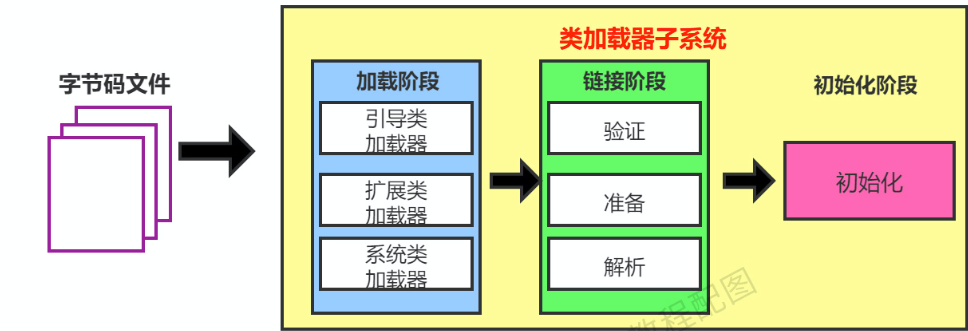 类加载器子系统
字节码文件
加载阶段
引导类
加载器
扩展类
加载器
系统类
加载器
链接阶段
验证
准备
解析
初始化阶段
初始化
教程配图